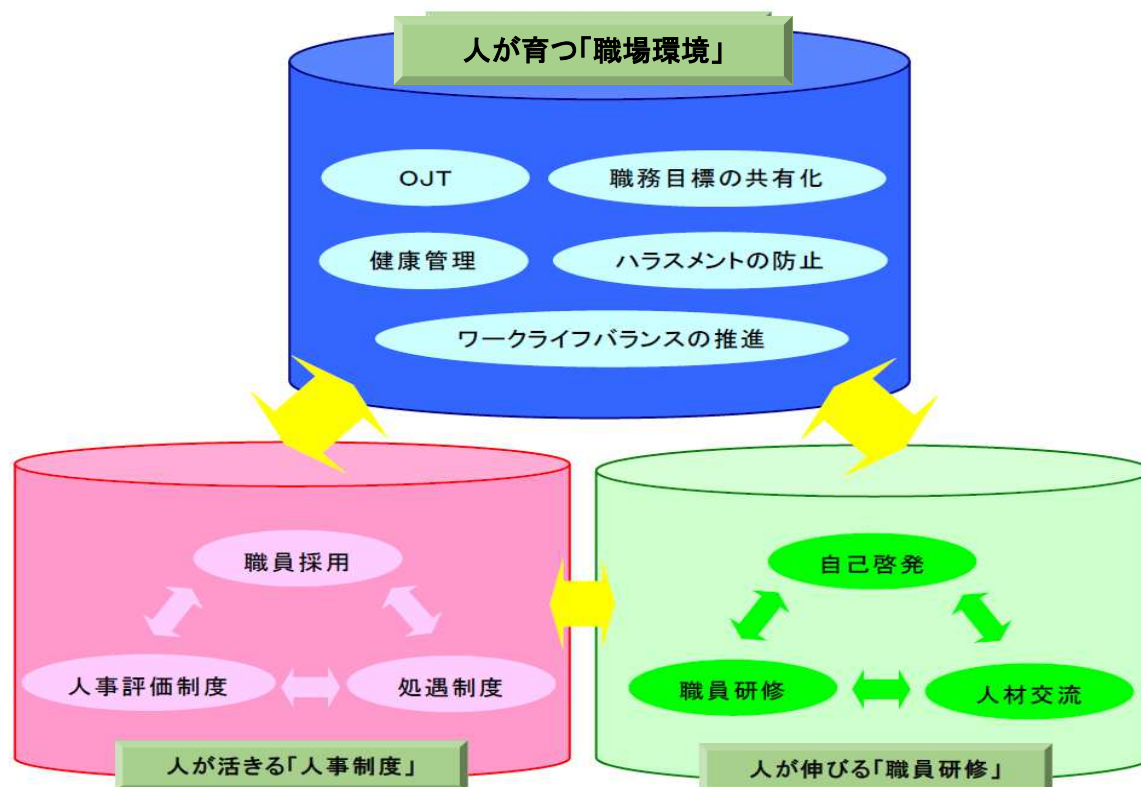 人が育つ「職場環境」
OJT
職務目標の共有化
健康管理
ハラスメントの防止
ワークライフバランスの推進
職員採用
人事評価制度
処遇制度
人が活きる「人事制度」
自己啓発
職員研修
人材交流
人が伸びる「職員研修」